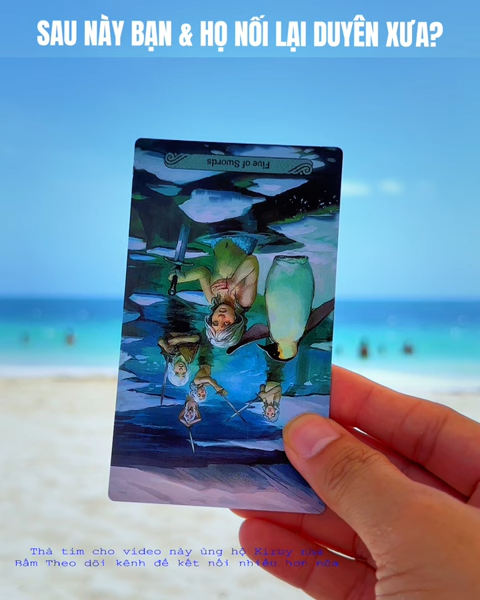 SAU NÀY BẠN & HỌ NỐI LẠI DUYÊN XƯA?
Five of Swords
Thả tim cho video này ủng hộ Kirby nhé
Bấm Theo dõi kênh để kết nối nhiều hơn nữa